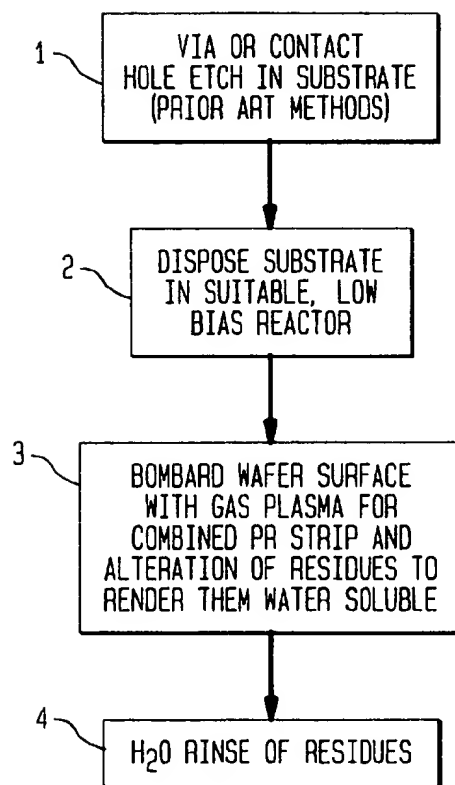 1
VIA OR CONTACT
HOLE ETCH IN SUBSTRATE
(PRIOR ART METHODS)
2
DISPOSE SUBSTRATE
IN SUITABLE, LOW
BIAS REACTOR
3
BOMBARD WAFER SURFACE
WITH GAS PLASMA FOR
COMBINED PR STRIP AND
ALTERATION OF RESIDUES TO
RENDER THEM WATER SOLUBLE
4
H₂O RINSE OF RESIDUES